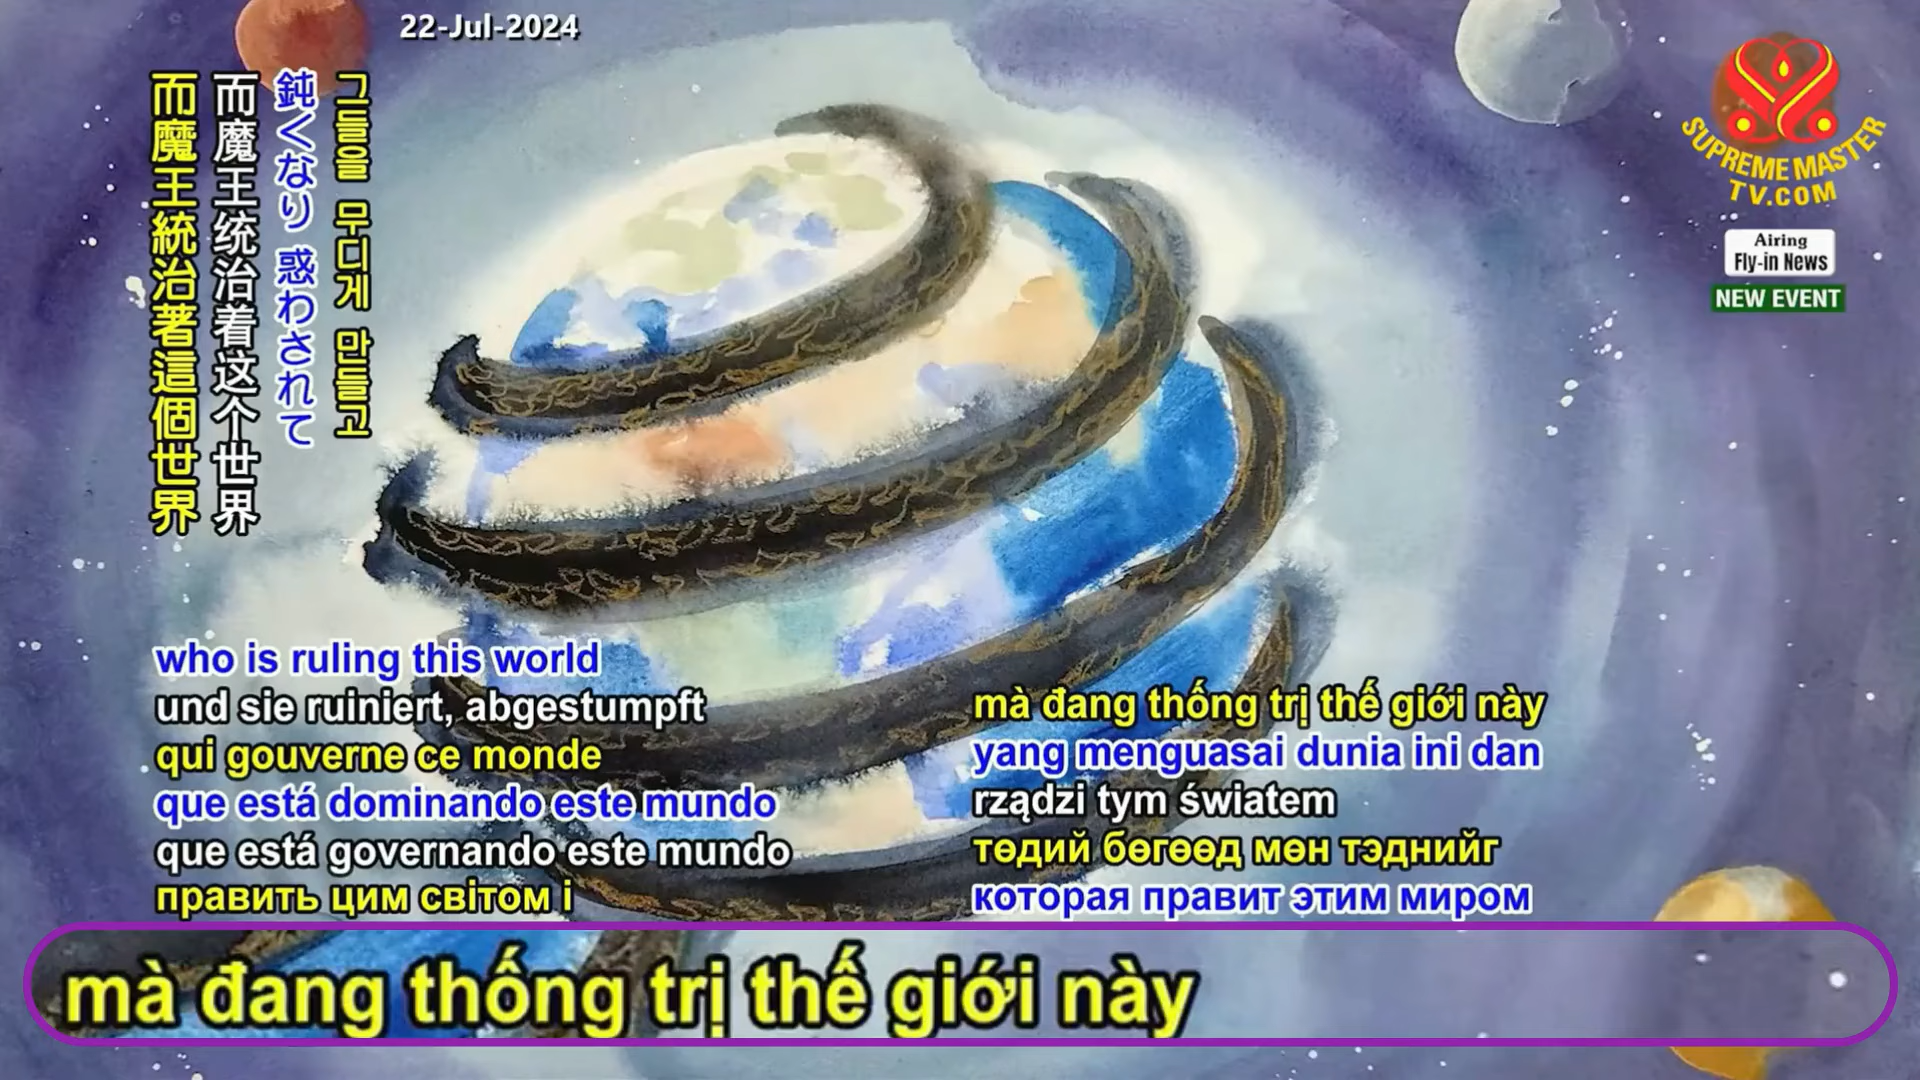 22-Jul-2024
그들을 무디게 만들고
鈍くなり 惑わされて
而魔王统治着这个世界
而魔王統治著這個世界
SUPREME MASTER
TV.COM
Airing
Fly-in News
NEW EVENT
who is ruling this world
und sie ruiniert, abgestumpft
qui gouverne ce monde
que está dominando este mundo
que está governando este mundo
править цим світом і
mà đang thống trị thế giới này
yang menguasai dunia ini dan
rządzi tym światem
төдий бөгөөд мөн тэднийг
которая правит этим миром
mà đang thống trị thế giới này